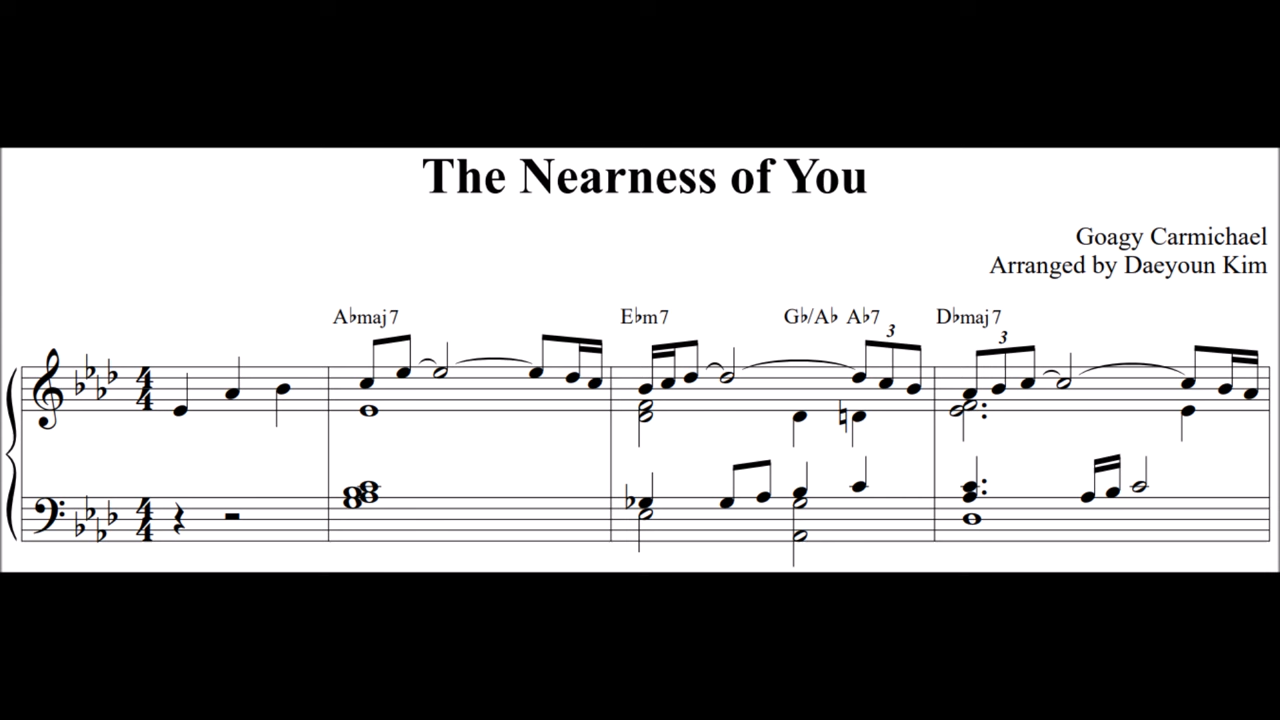 The Nearness of You
Goagy Carmichael
Arranged by Daeyoun Kim
A♭maj7 E♭m7 G♭/A♭ A♭7 D♭maj7
3 3
4 4
4 4